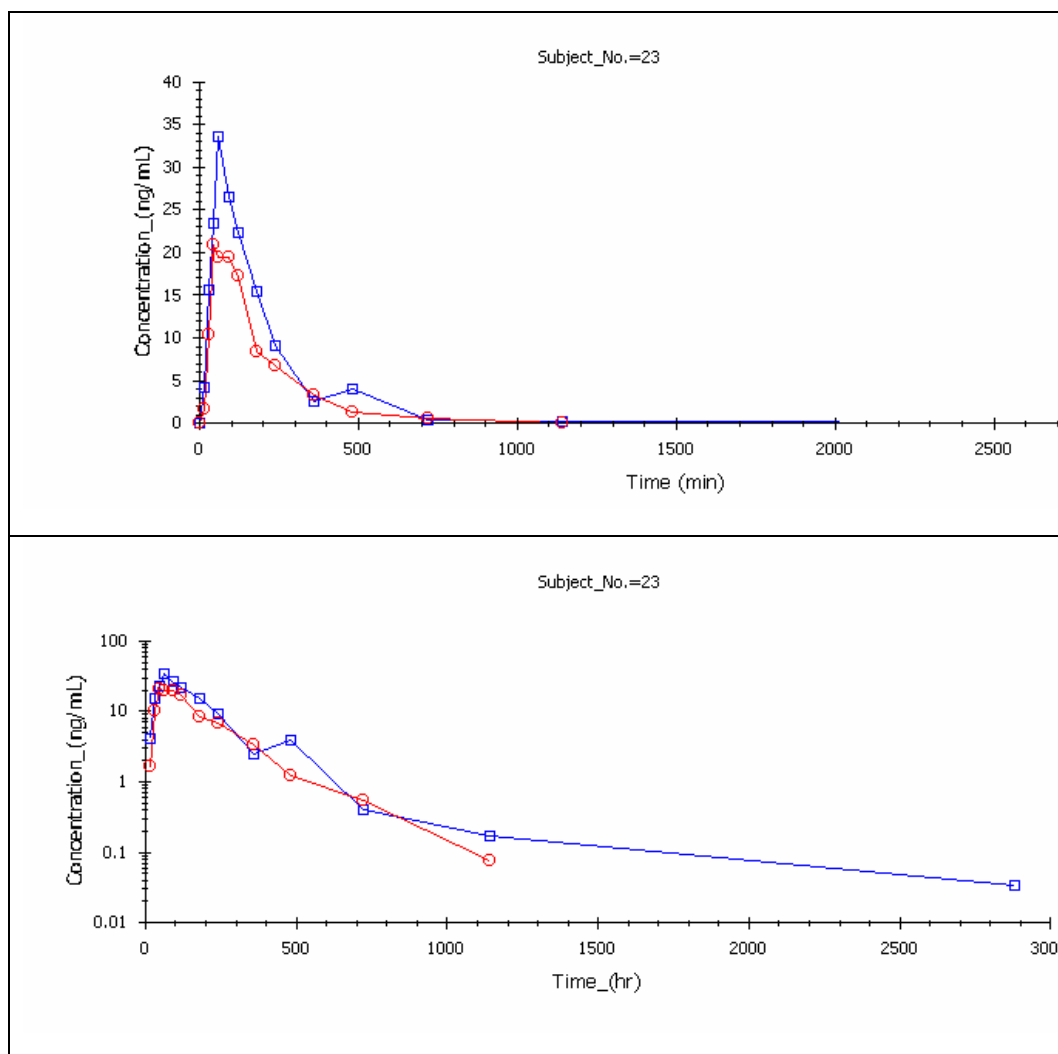 Subject_No.=23
40
35
30
25
20
15
10
5
0
Concentration_(ng/mL)
0 500 1000 1500 2000 2500
Time (min)
Subject_No.=23
100
10
1
0.1
0.01
Concentration_(ng/mL)
0 500 1000 1500 2000 2500 300
Time_(hr)